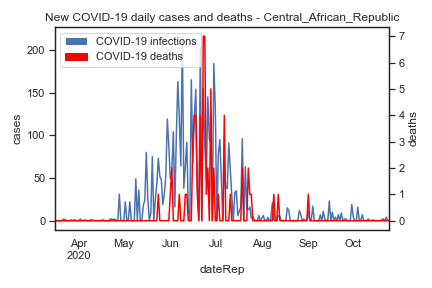 New COVID-19 daily cases and deaths - Central_African_Republic
COVID-19 infections
COVID-19 deaths
cases
200
150
100
50
0
deaths
7
6
5
4
3
2
1
0
Apr May Jun Jul Aug Sep Oct
2020
dateRep